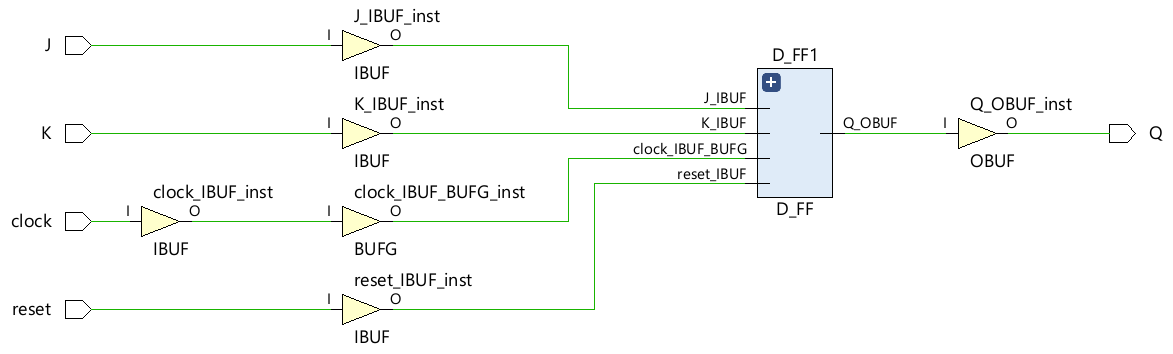 J_IBUF_inst
J
I
O
IBUF
D_FF1
+
J_IBUF
K_IBUF
clock_IBUF_BUFG
reset_IBUF
D_FF
K_IBUF_inst
K
I
O
IBUF
Q_OBUF
Q_OBUF_inst
I
O
OBUF
Q
clock_IBUF_inst
clock
I
O
IBUF
clock_IBUF_BUFG_inst
I
O
BUFG
reset_IBUF_inst
reset
I
O
IBUF